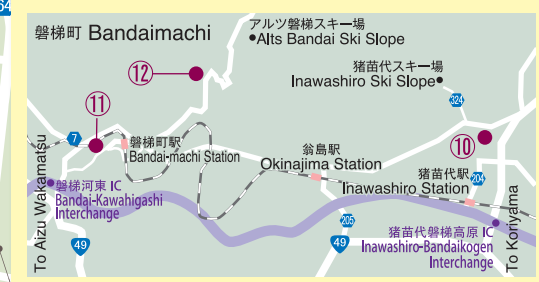 64
磐梯町 Bandaimachi
アルツ磐梯スキー場
Alts Bandai Ski Slope
猪苗代スキー場
Inawashiro Ski Slope
⑫
⑪
⑩
7
324
磐梯町駅
Bandai-machi Station
翁島駅
Okinajima Station
猪苗代駅
Inawashiro Station
204
205
磐梯河東 IC
Bandai-Kawahigashi
Interchange
猪苗代磐梯高原 IC
Inawashiro-Bandaikogen
Interchange
49
49
To Aizu Wakamatsu
To Koriyama